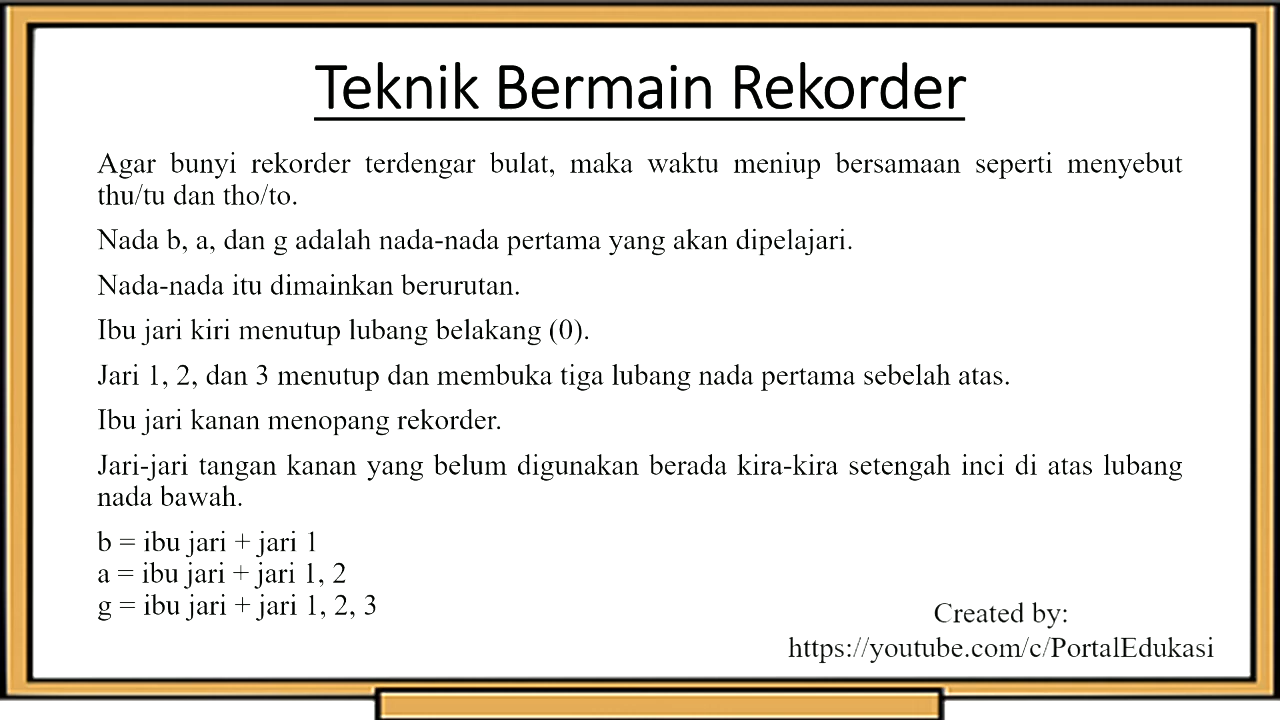 Teknik Bermain Rekorder
Agar bunyi rekorder terdengar bulat, maka waktu meniup bersamaan seperti menyebut
thu/tu dan tho/to.
Nada b, a, dan g adalah nada-nada pertama yang akan dipelajari.
Nada-nada itu dimainkan berurutan.
Ibu jari kiri menutup lubang belakang (0).
Jari 1, 2, dan 3 menutup dan membuka tiga lubang nada pertama sebelah atas.
Ibu jari kanan menopang rekorder.
Jari-jari tangan kanan yang belum digunakan berada kira-kira setengah inci di atas lubang
nada bawah.
b = ibu jari + jari 1
a = ibu jari + jari 1, 2
g = ibu jari + jari 1, 2, 3
Created by:
https://youtube.com/c/PortalEdukasi